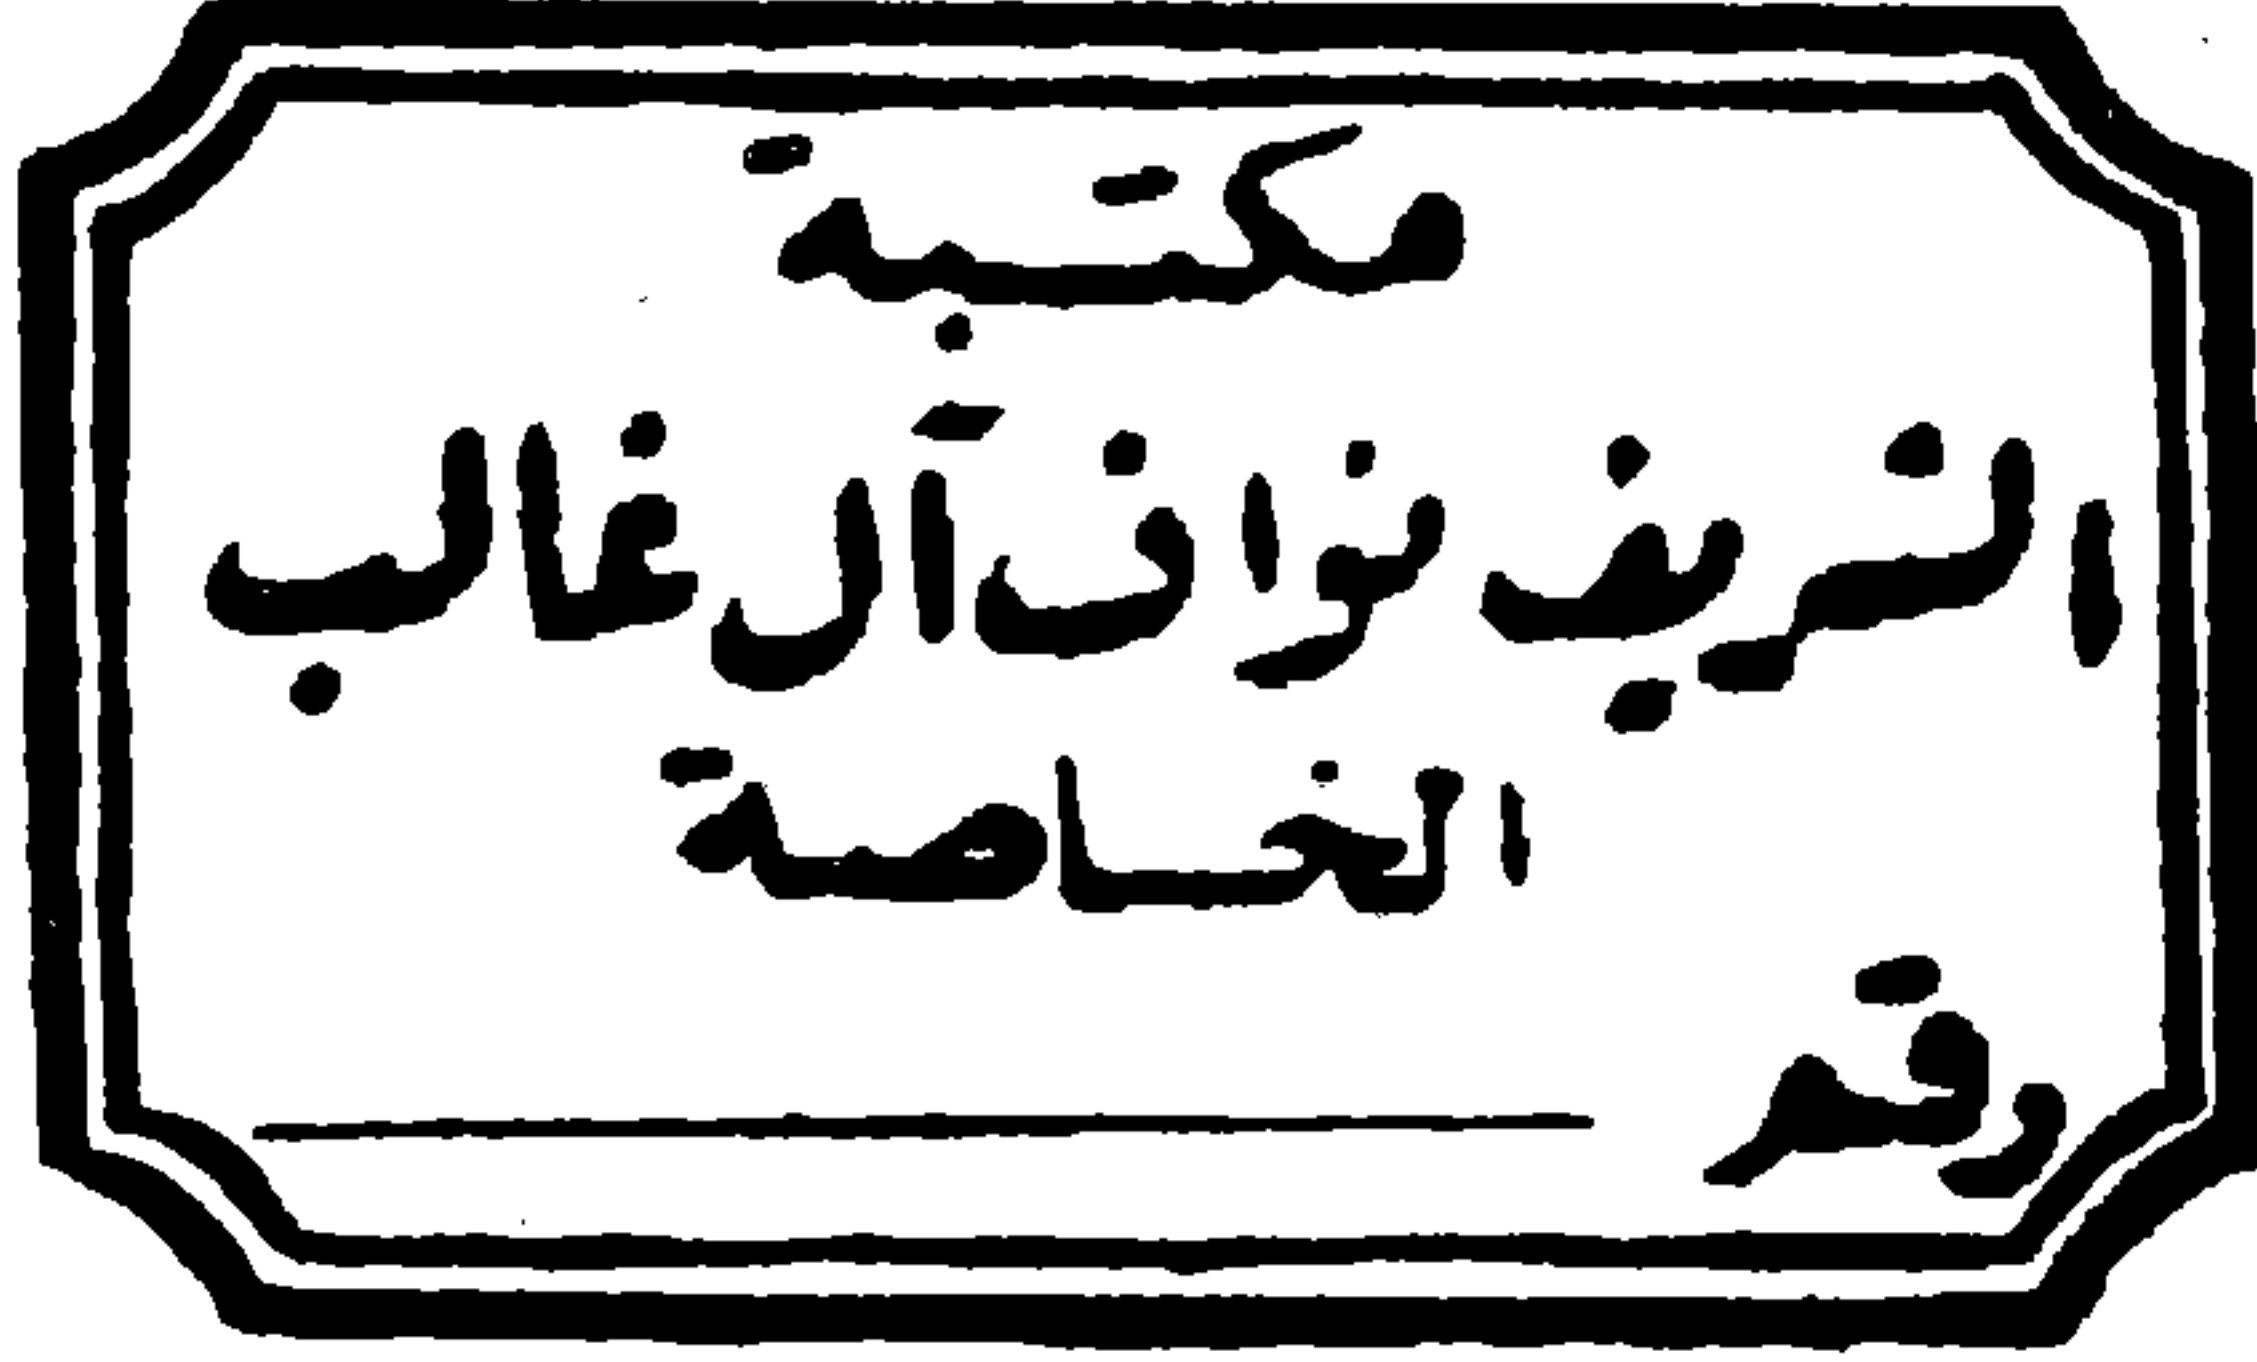 مكتبة
الشريف نواف آل غالب
الخاصة
رقم